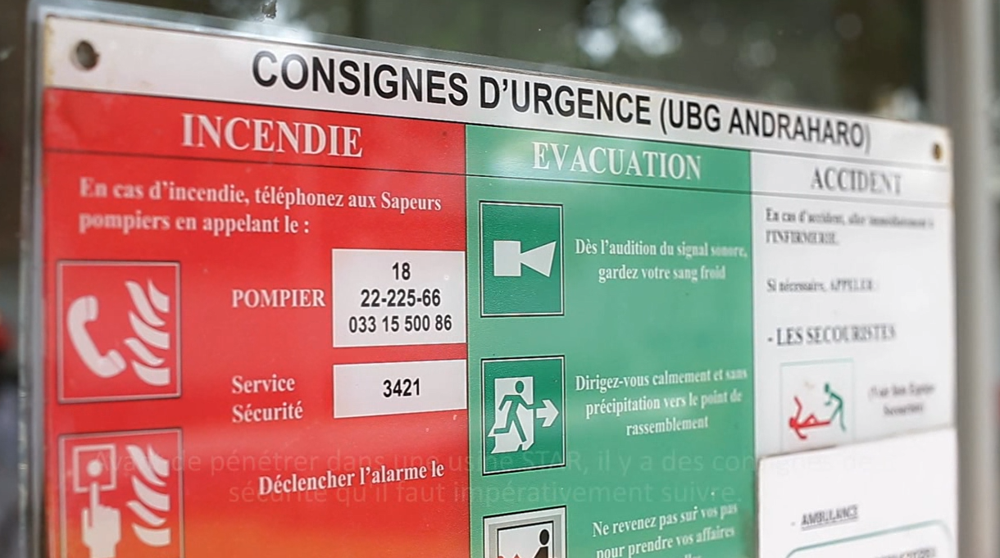 CONSIGNES D'URGENCE (UBG ANDRAHARO)
INCENDIE
En cas d'incendie, téléphonez aux Sapeurs
pompiers en appelant le :
POMPIER
18
22-225-66
033 15 500 86
Service
Sécurité
3421
Déclencher l'alarme le
EVACUATION
Dès l'audition du signal sonore,
gardez votre sang froid
Dirigez-vous calmement et sans
précipitation vers le point de
rassemblement
Ne revenez pas sur vos pas
pour prendre vos affaires
ACCIDENT
En cas d'accident, aller immédiatement à
l'INFIRMERIE.
Si nécessaire, APPELER :
- LES SECOURISTES
- AMBULANCE
Avant de pénétrer dans une usine STAR, il y a des consignes de
sécurité qu'il faut impérativement suivre.